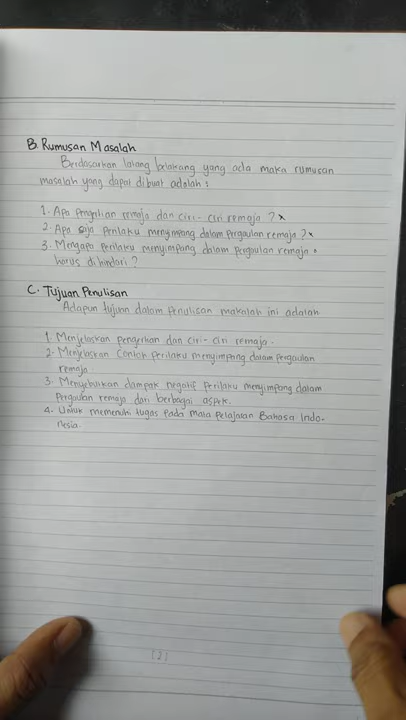 B. Rumusan Masalah
Berdasarkan latang belakang yang ada maka rumusan
masalah yang dapat dibuat adalah :
1. Apa pengertian remaja dan ciri - ciri remaja ? x
2. Apa saja perilaku menyimpang dalam pergaulan remaja ? x
3. Mengapa perilaku menyimpang dalam pergaulan remaja
harus dihindari ?
C. Tujuan Penulisan
Adapun tujuan dalam penulisan makalah ini adalah
1. Menjelaskan pengertian dan ciri - ciri remaja.
2. Menjelaskan contoh perilaku menyimpang dalam pergaulan
remaja
3. Menyebutkan dampak negatif perilaku menyimpang dalam
pergaulan remaja dari berbagai aspek.
4. Untuk memenuhi tugas pada mata pelajaran Bahasa Indo-
nesia.
[2]